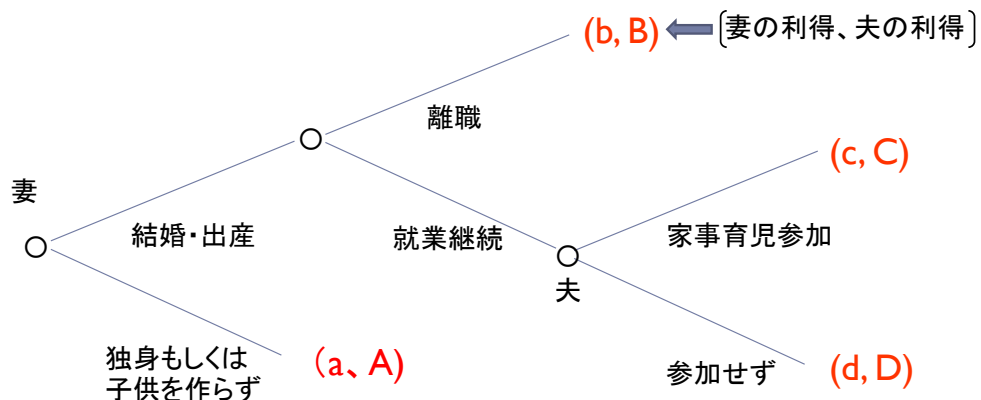 (b, B)
[妻の利得、夫の利得]
離職
(c, C)
妻
結婚・出産
就業継続
家事育児参加
夫
独身もしくは
子供を作らず
(a、A)
参加せず
(d, D)